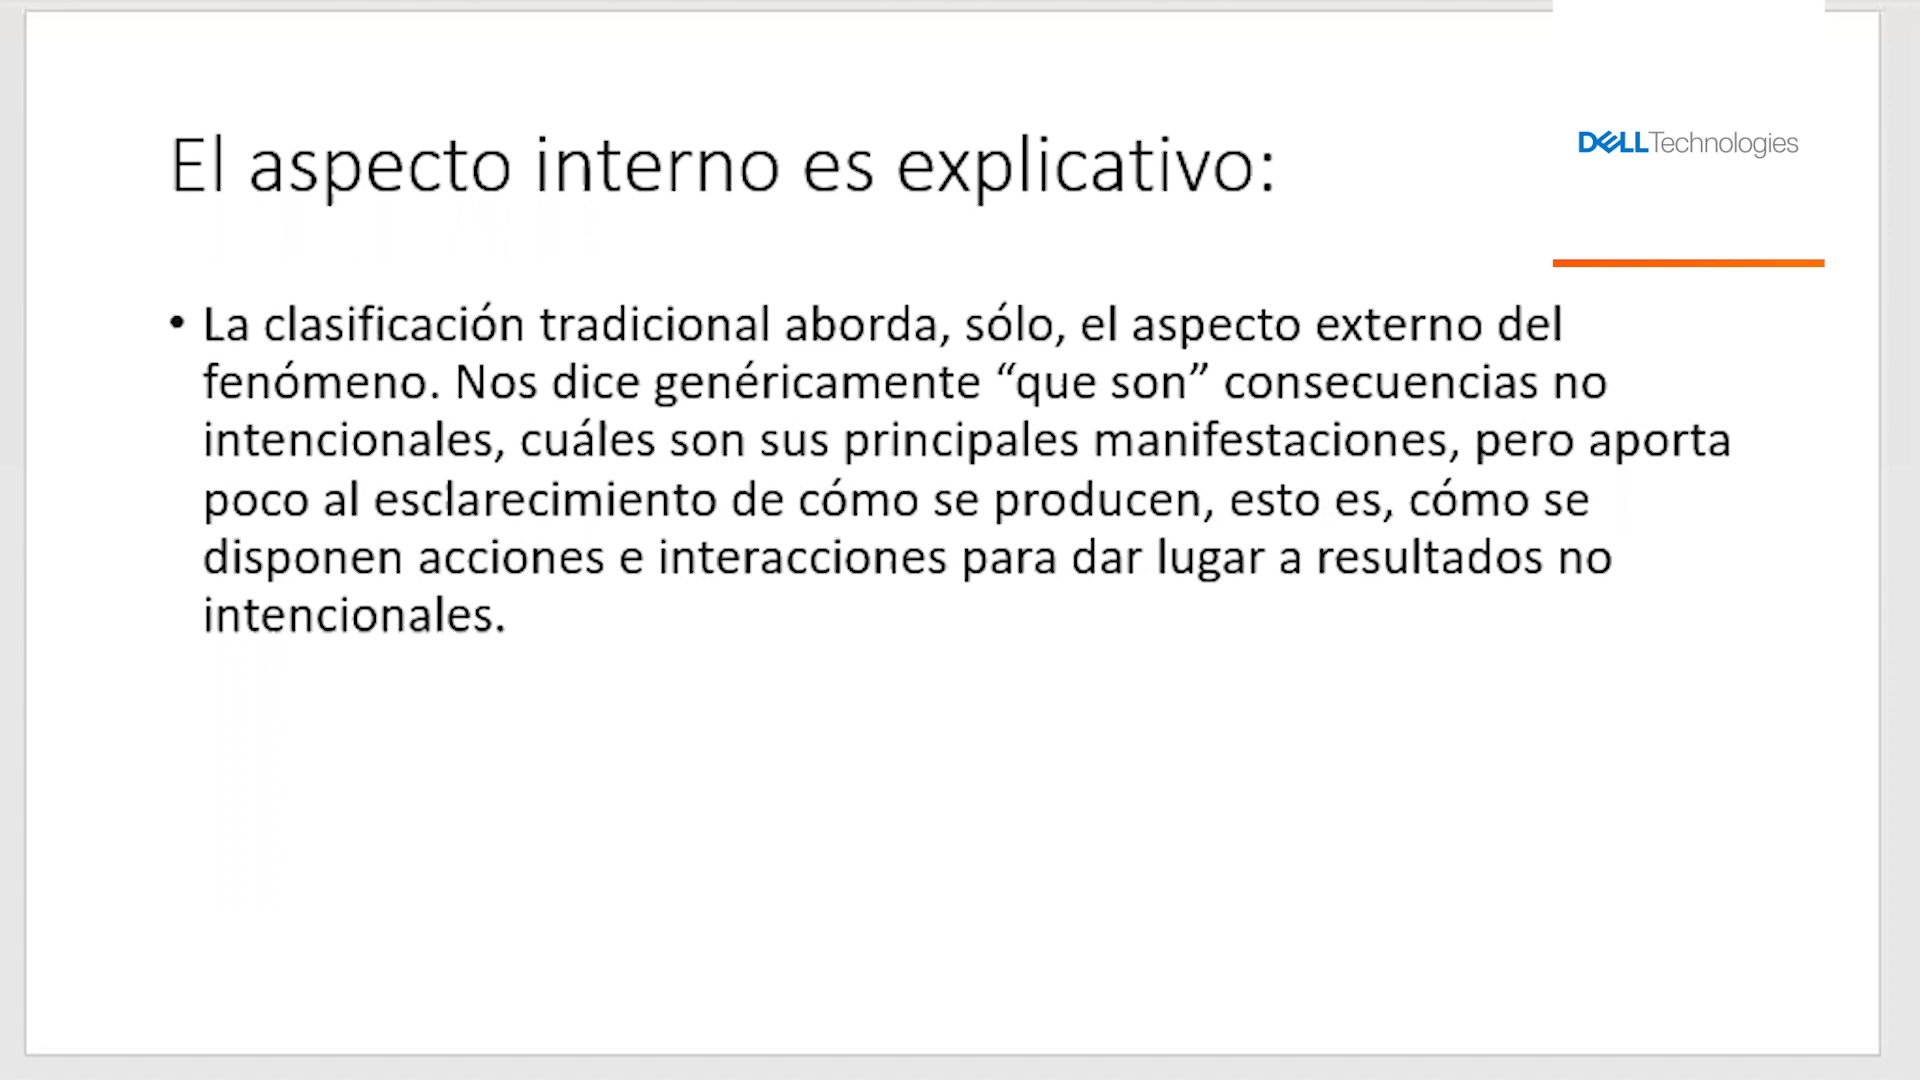 El aspecto interno es explicativo:
DELLTechnologies
• La clasificación tradicional aborda, sólo, el aspecto externo del
fenómeno. Nos dice genéricamente “que son” consecuencias no
intencionales, cuáles son sus principales manifestaciones, pero aporta
poco al esclarecimiento de cómo se producen, esto es, cómo se
disponen acciones e interacciones para dar lugar a resultados no
intencionales.